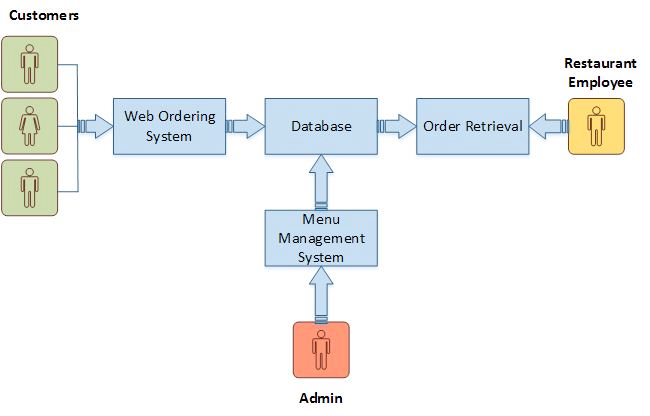 Customers
Restaurant
Employee
Web Ordering
System
Database
Order Retrieval
Menu
Management
System
Admin